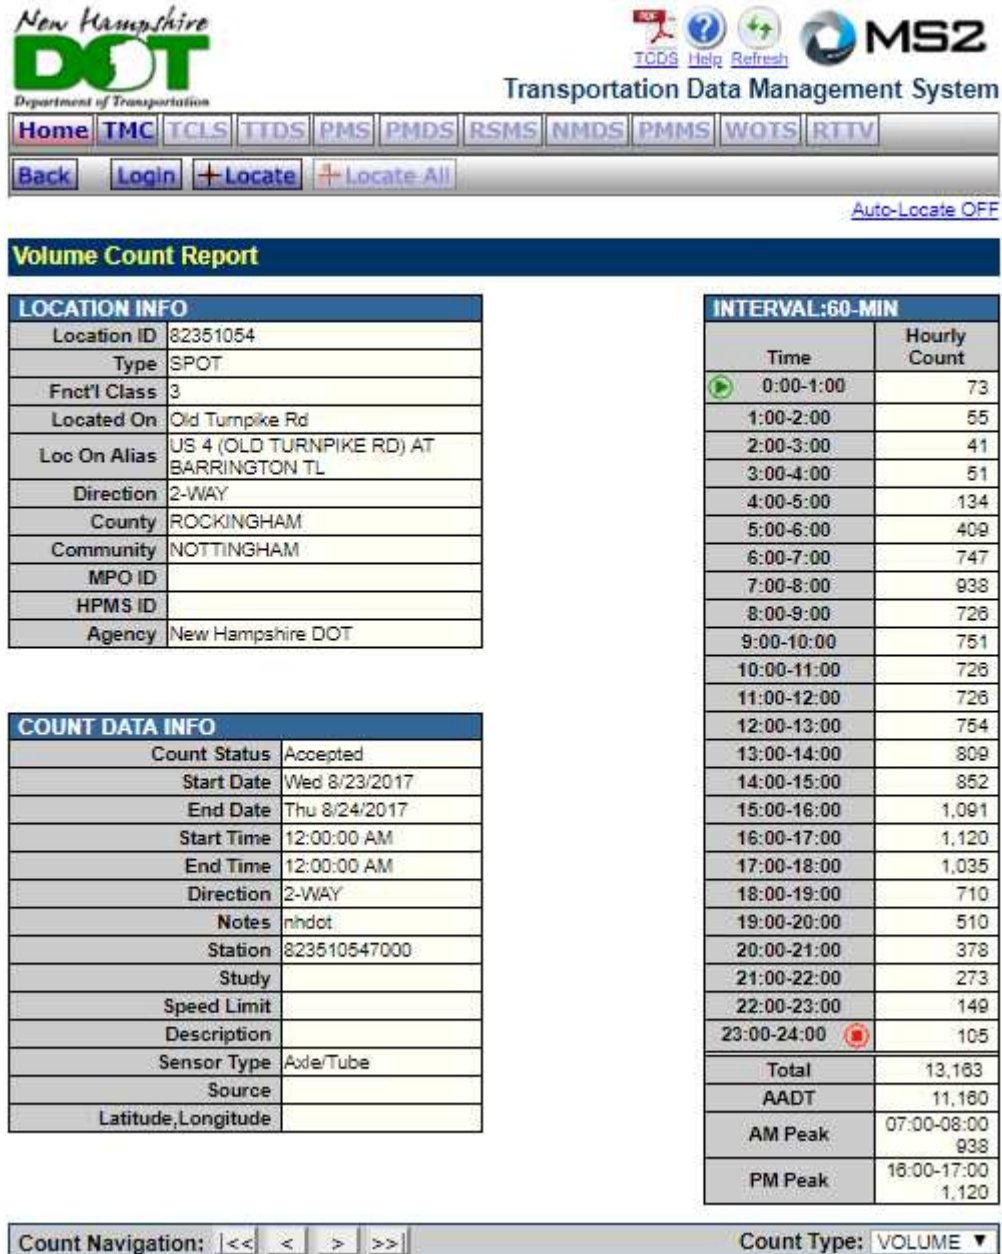 New Hampshire
DOT
Department of Transportation
PDF
TCDS Help Refresh
MS2
Transportation Data Management System
Home TMC TCLS TTDS PMS PMDS RSMS NMDS PMMS WOTS RTTV
Back Login Locate Locate All
Auto-Locate OFF
Volume Count Report
LOCATION INFO
Location ID 82351054
Type SPOT
Fnct'l Class 3
Located On Old Turnpike Rd
Loc On Alias US 4 (OLD TURNPIKE RD) AT
BARRINGTON TL
Direction 2-WAY
County ROCKINGHAM
Community NOTTINGHAM
MPO ID
HPMS ID
Agency New Hampshire DOT
COUNT DATA INFO
Count Status Accepted
Start Date Wed 8/23/2017
End Date Thu 8/24/2017
Start Time 12:00:00 AM
End Time 12:00:00 AM
Direction 2-WAY
Notes nhdot
Station 823510547000
Study
Speed Limit
Description
Sensor Type Axle/Tube
Source
Latitude,Longitude
INTERVAL:60-MIN
Time Hourly Count
0:00-1:00 73
1:00-2:00 55
2:00-3:00 41
3:00-4:00 51
4:00-5:00 134
5:00-6:00 409
6:00-7:00 747
7:00-8:00 938
8:00-9:00 726
9:00-10:00 751
10:00-11:00 726
11:00-12:00 726
12:00-13:00 754
13:00-14:00 809
14:00-15:00 852
15:00-16:00 1,091
16:00-17:00 1,120
17:00-18:00 1,035
18:00-19:00 710
19:00-20:00 510
20:00-21:00 378
21:00-22:00 273
22:00-23:00 149
23:00-24:00 105
Total 13,163
AADT 11,160
AM Peak 07:00-08:00
938
PM Peak 16:00-17:00
1,120
Count Navigation: |<< < > >>|
Count Type: VOLUME